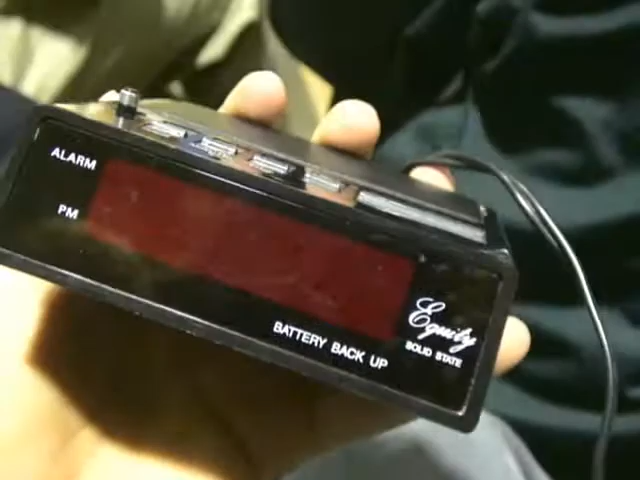 ALARM
PM
Equity
SOLID STATE
BATTERY BACK UP